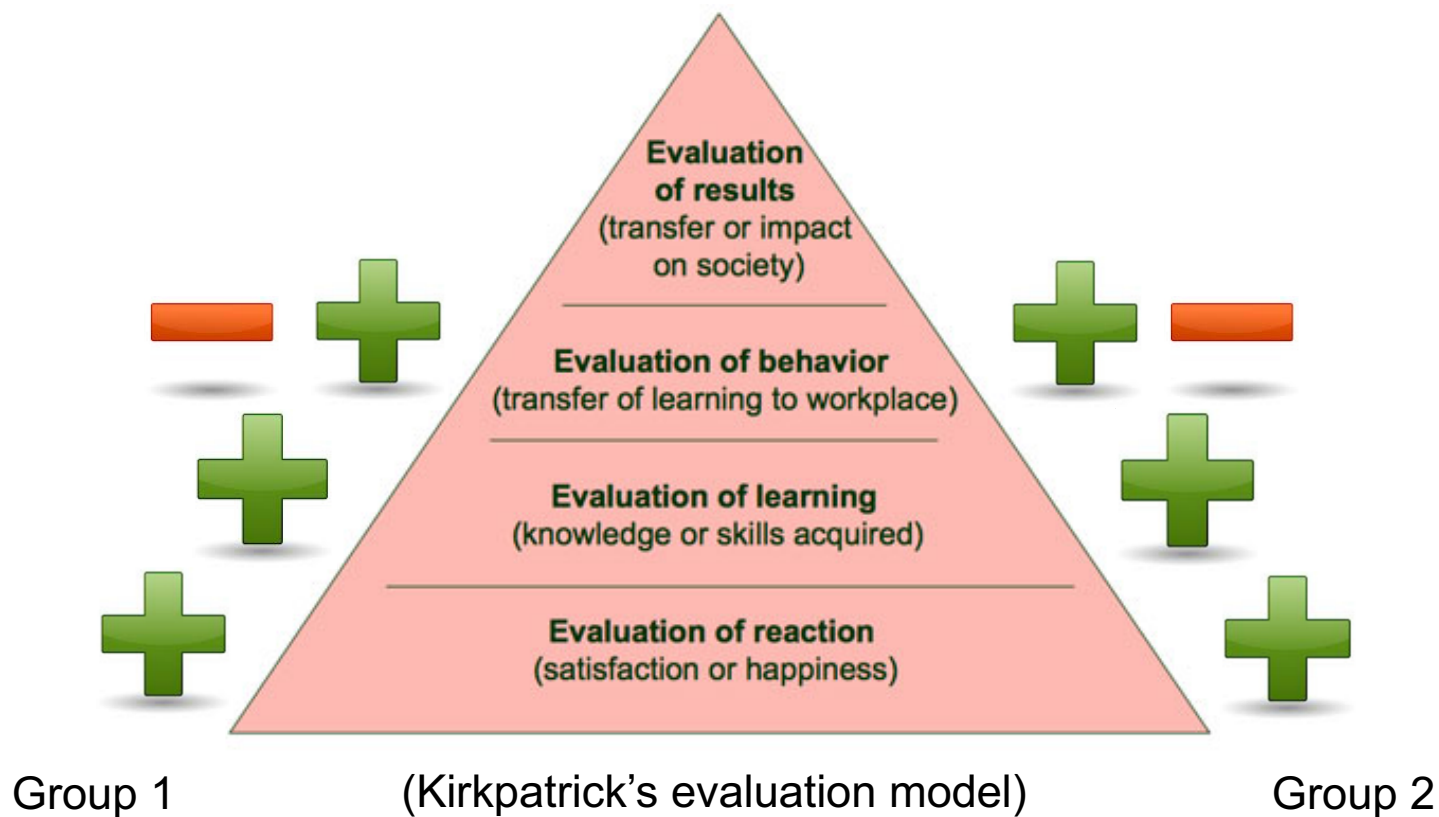 Evaluation
of results
(transfer or impact
on society)
Evaluation of behavior
(transfer of learning to workplace)
Evaluation of learning
(knowledge or skills acquired)
Evaluation of reaction
(satisfaction or happiness)
Group 1
(Kirkpatrick’s evaluation model)
Group 2